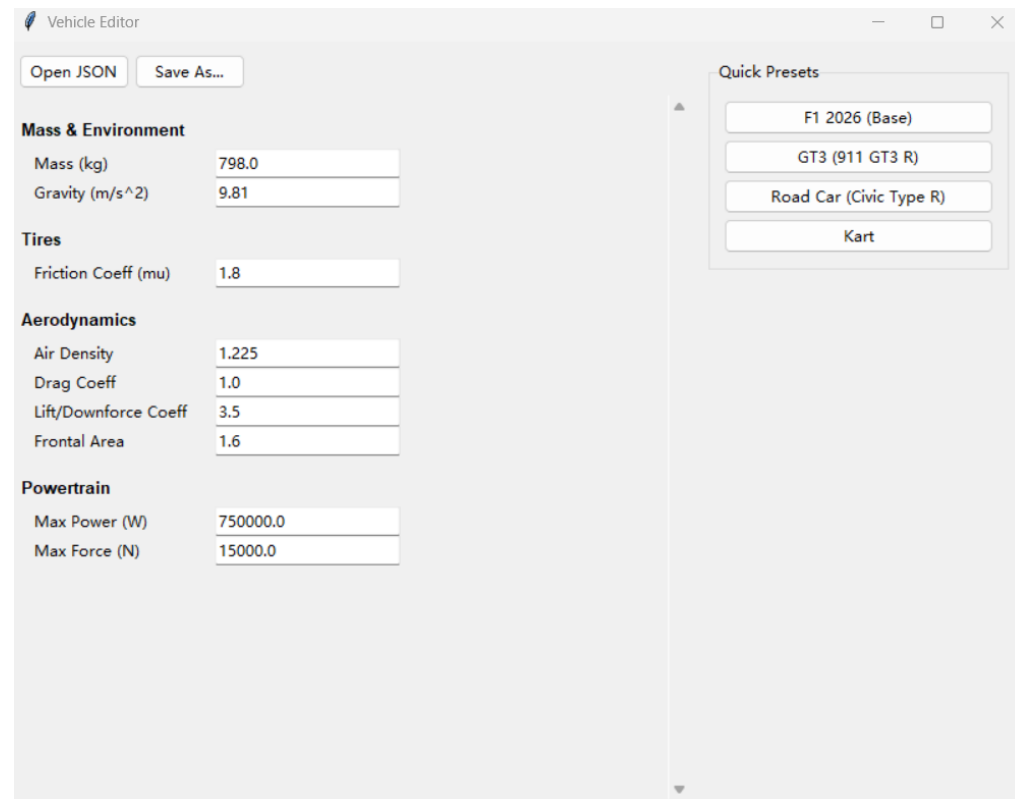 Vehicle Editor
Open JSON
Save As...
Mass & Environment
Mass (kg) 798.0
Gravity (m/s^2) 9.81
Tires
Friction Coeff (mu) 1.8
Aerodynamics
Air Density 1.225
Drag Coeff 1.0
Lift/Downforce Coeff 3.5
Frontal Area 1.6
Powertrain
Max Power (W) 750000.0
Max Force (N) 15000.0
Quick Presets
F1 2026 (Base)
GT3 (911 GT3 R)
Road Car (Civic Type R)
Kart